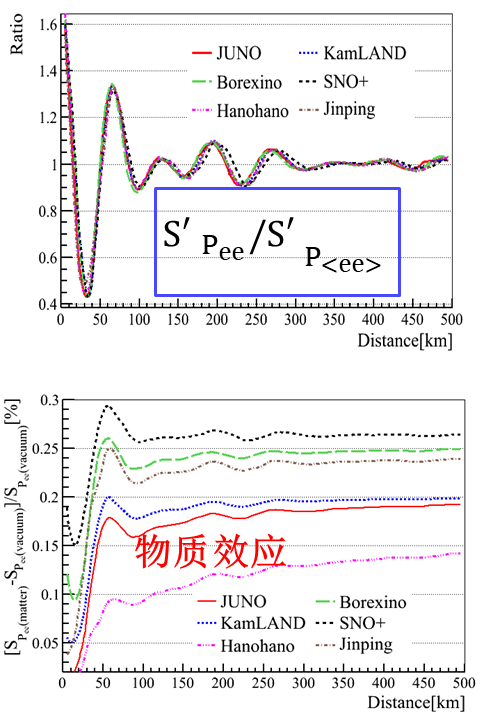 Ratio
1.6
1.4
1.2
1
0.8
0.6
0.4
JUNO
KamLAND
Borexino
SNO+
Hanohano
Jinping
S′ Pee/S′ P<ee>
0 50 100 150 200 250 300 350 400 450 500
Distance[km]
[SPee(matter) -SPee(vacuum)]/SPee(vacuum)[%]
0.3
0.25
0.2
0.15
0.1
0.05
物质效应
JUNO
Borexino
KamLAND
SNO+
Hanohano
Jinping
0 50 100 150 200 250 300 350 400 450 500
Distance[km]